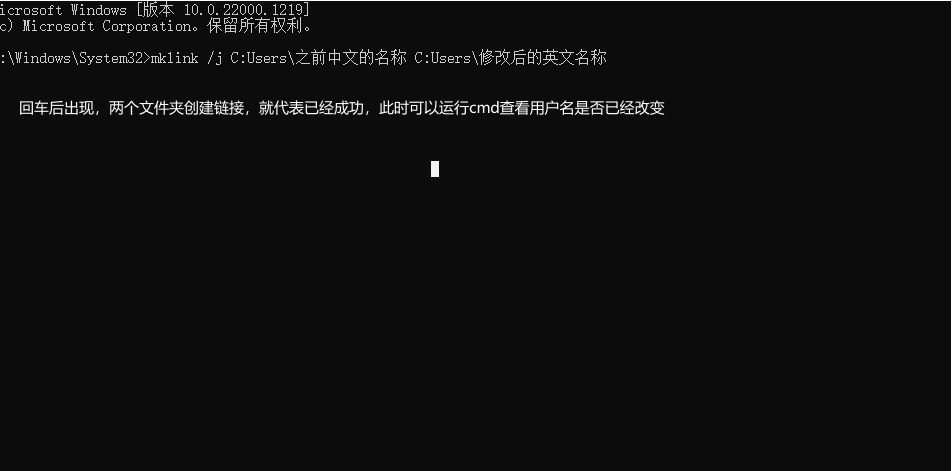 icrosoft Windows [版本 10.0.22000.1219]
c) Microsoft Corporation。保留所有权利。
:\Windows\System32>mklink /j C:Users\之前中文的名称 C:Users\修改后的英文名称
回车后出现，两个文件夹创建链接，就代表已经成功，此时可以运行cmd查看用户名是否已经改变